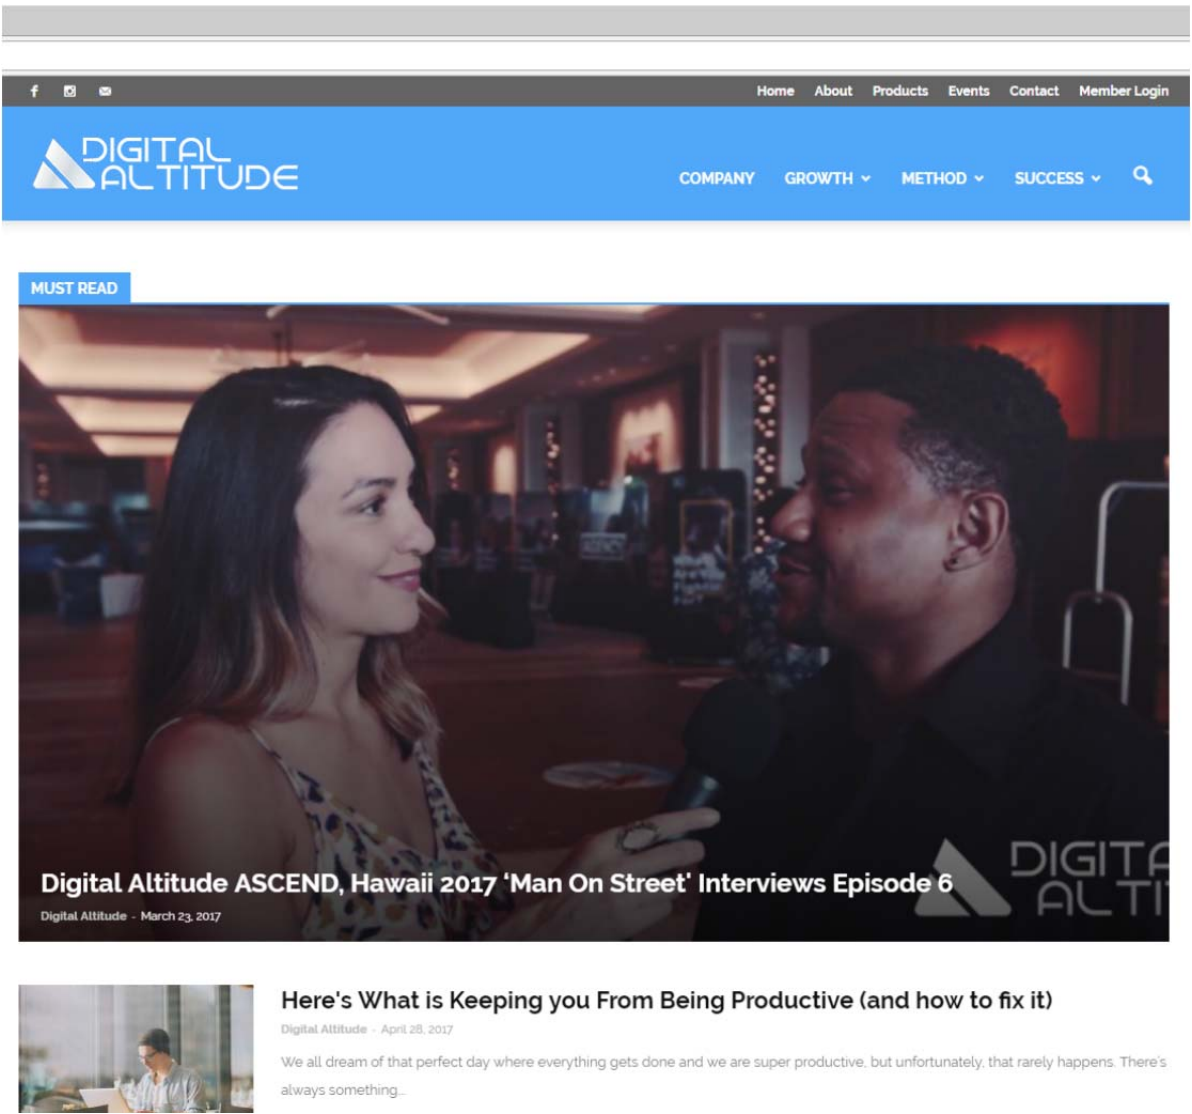 Home About Products Events Contact Member Login
DIGITAL
ALTITUDE
COMPANY GROWTH METHOD SUCCESS
MUST READ
Digital Altitude ASCEND, Hawaii 2017 ‘Man On Street’ Interviews Episode 6
Digital Altitude - March 23, 2017
DIGITA
ALTI
Here's What is Keeping you From Being Productive (and how to fix it)
Digital Altitude - April 28, 2017
We all dream of that perfect day where everything gets done and we are super productive, but unfortunately, that rarely happens. There's
always something...